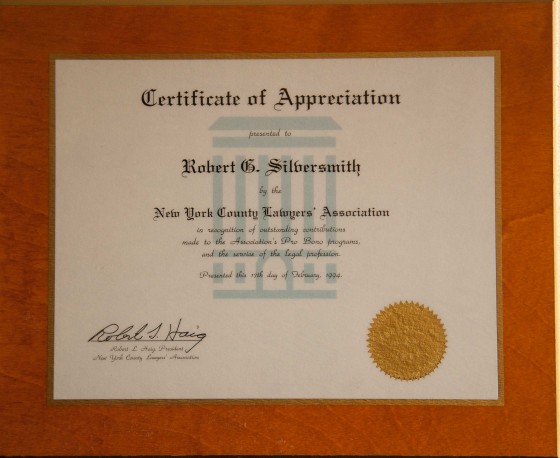 Certificate of Appreciation
presented to
Robert G. Silversmith
by the
New York County Lawyers' Association
in recognition of outstanding contributions
made to the Association's Pro Bono programs,
and the service of the legal profession.
Presented this 17th day of February, 1994.
Robert L. Haig
Robert L. Haig, President
New York County Lawyers' Association